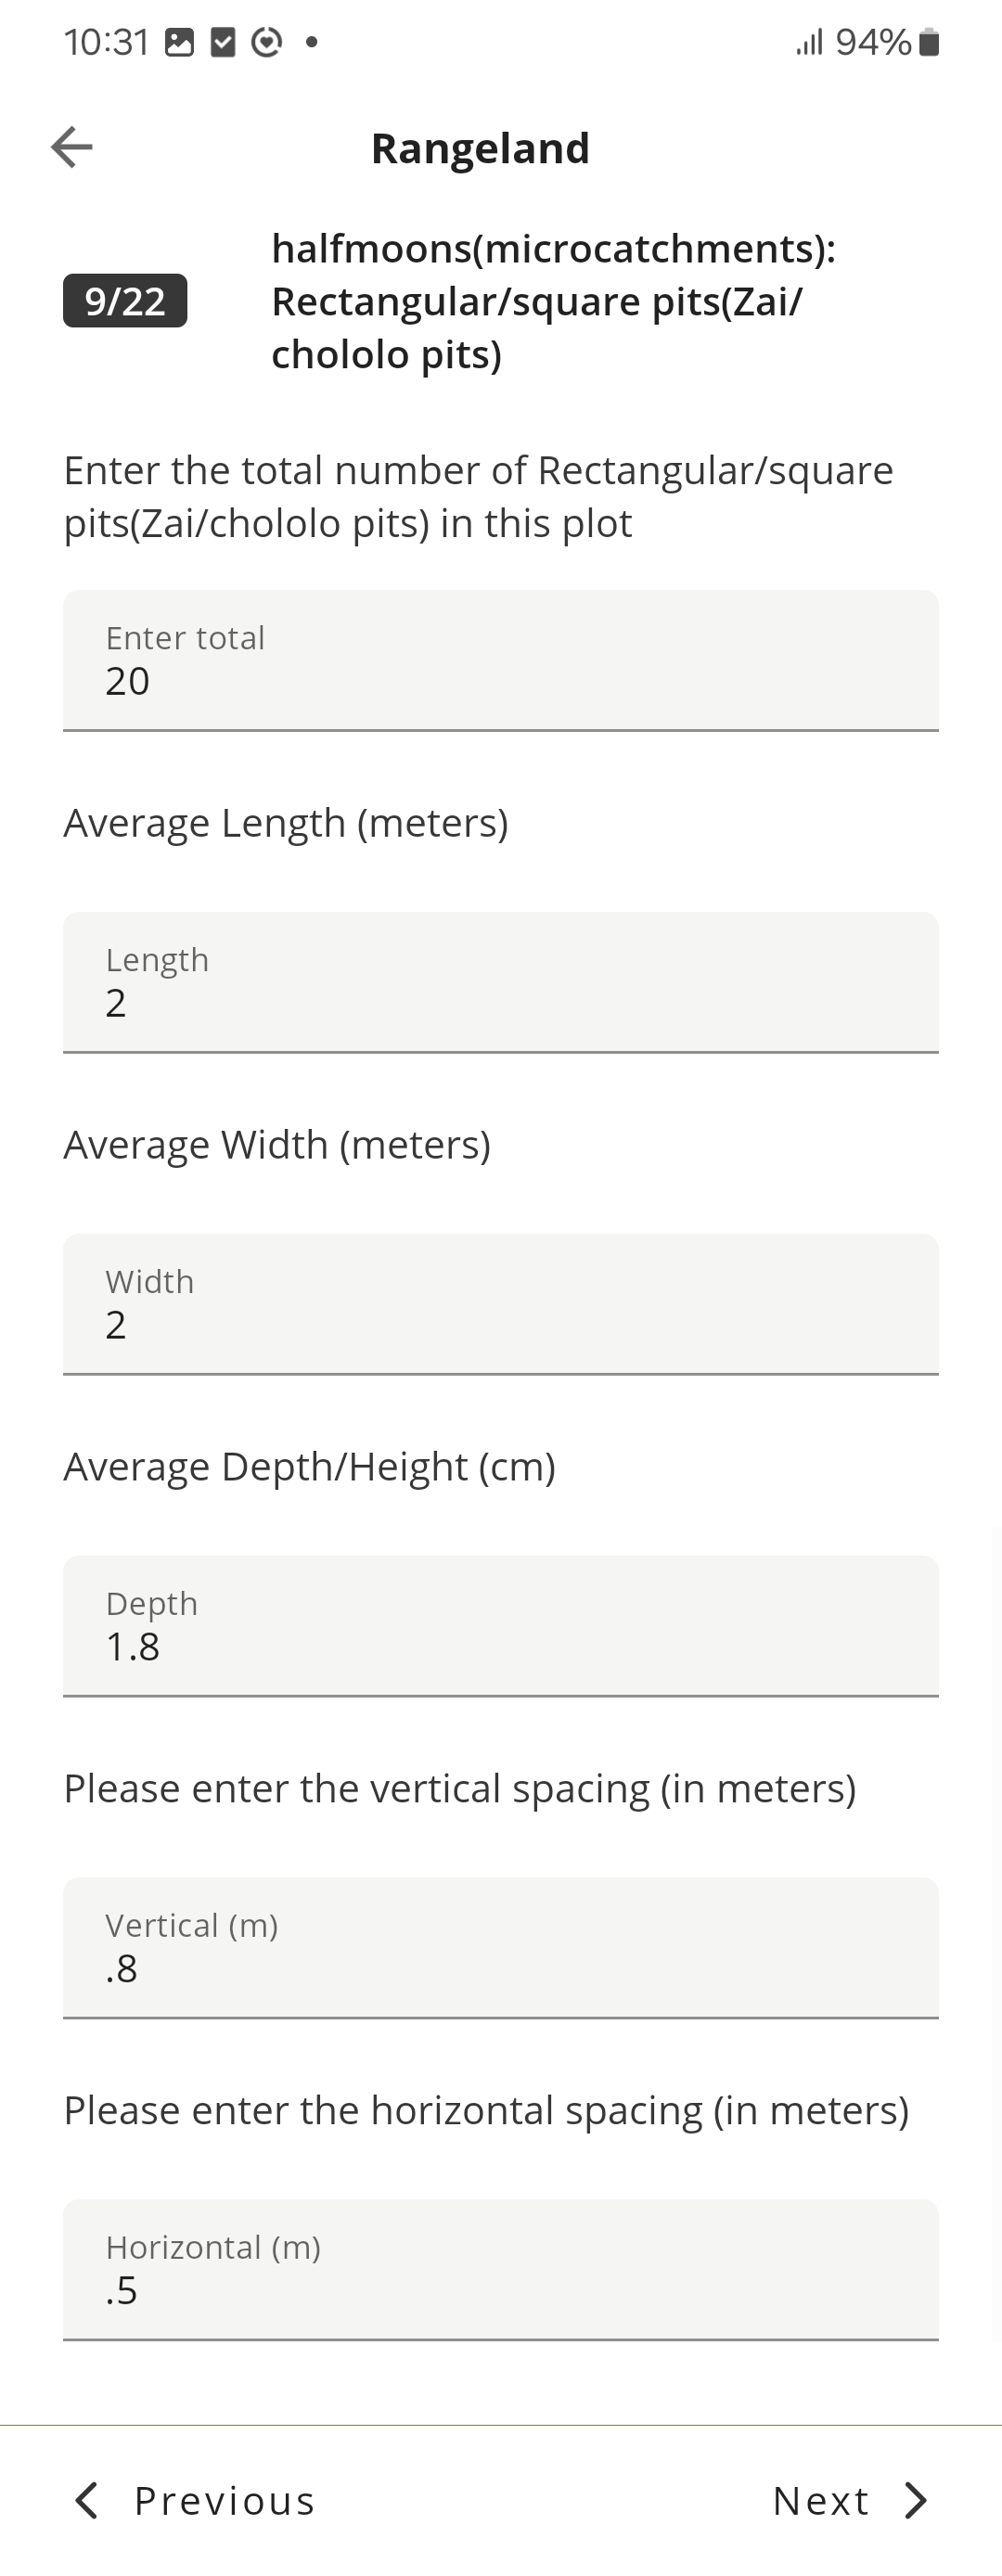 10:31
94%
Rangeland
9/22
halfmoons(microcatchments):
Rectangular/square pits(Zai/
chololo pits)
Enter the total number of Rectangular/square
pits(Zai/chololo pits) in this plot
Enter total
20
Average Length (meters)
Length
2
Average Width (meters)
Width
2
Average Depth/Height (cm)
Depth
1.8
Please enter the vertical spacing (in meters)
Vertical (m)
.8
Please enter the horizontal spacing (in meters)
Horizontal (m)
.5
Previous
Next